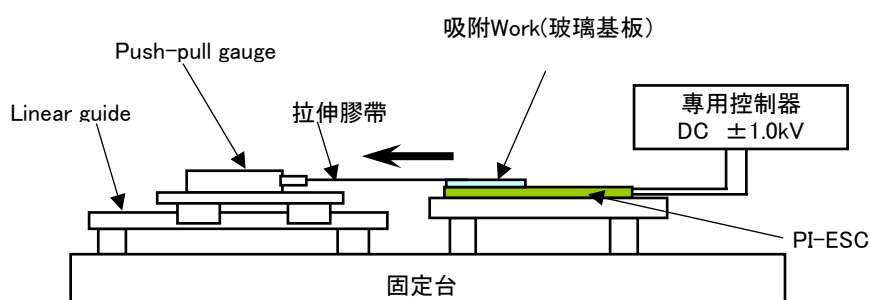 吸附Work(玻璃基板)
Push-pull gauge
Linear guide
拉伸膠帶
專用控制器
DC ±1.0kV
PI-ESC
固定台